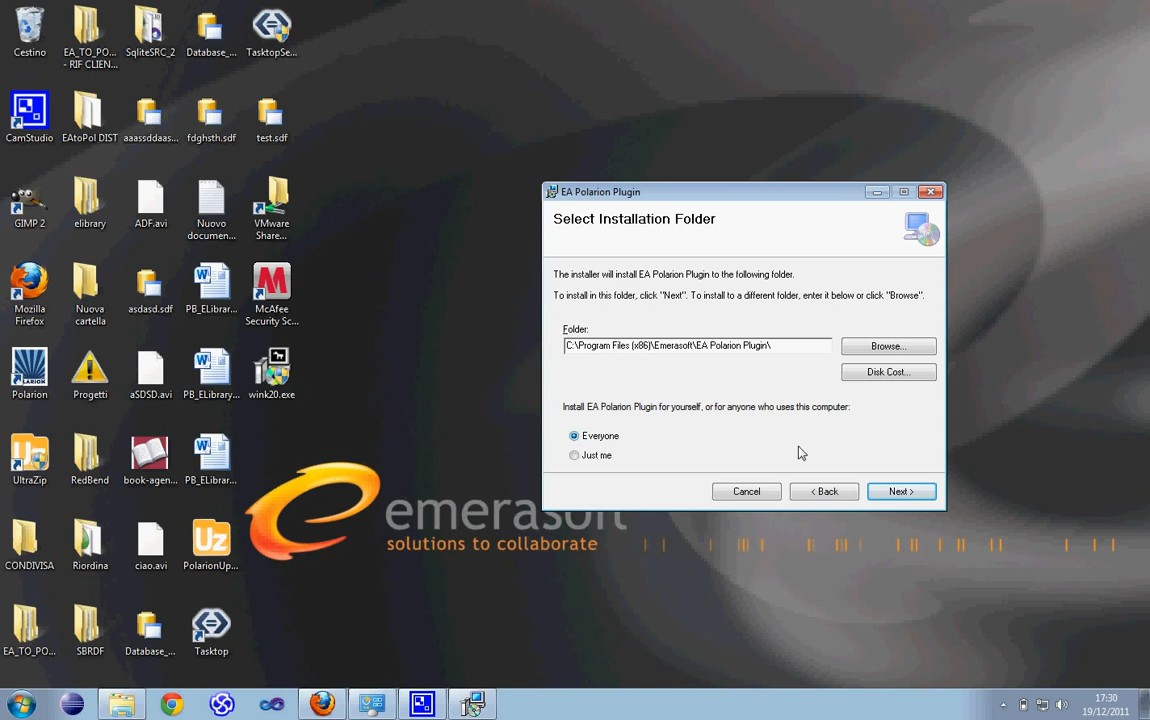 Cestino
EA_TO_PO...
- RIF CLIEN...
SqliteSRC_2
Database_...
TasktopSe...
CamStudio
EAtoPol DIST
aaassddaas...
fdghsth.sdf
test.sdf
GIMP 2
elibrary
ADF.avi
Nuovo
documen...
VMware
Share...
Mozilla
Firefox
Nuova
cartella
asdasd.sdf
PB_ELibrar...
McAfee
Security Sc...
Polarion
Progetti
aSDSD.avi
PB_ELibrary...
wink20.exe
UltraZip
RedBend
book-agen...
PB_ELibrar...
CONDIVISA
Riordina
ciao.avi
PolarionUp...
EA_TO_PO...
SBRDF
Database_...
Tasktop
EA Polarion Plugin
Select Installation Folder
The installer will install EA Polarion Plugin to the following folder.
To install in this folder, click "Next". To install to a different folder, enter it below or click "Browse".
Folder:
C:\Program Files (x86)\Emerasoft\EA Polarion Plugin\
Browse...
Disk Cost...
Install EA Polarion Plugin for yourself, or for anyone who uses this computer:
Everyone
Just me
Cancel
< Back
Next >
emerasoft
solutions to collaborate
17:30
19/12/2011